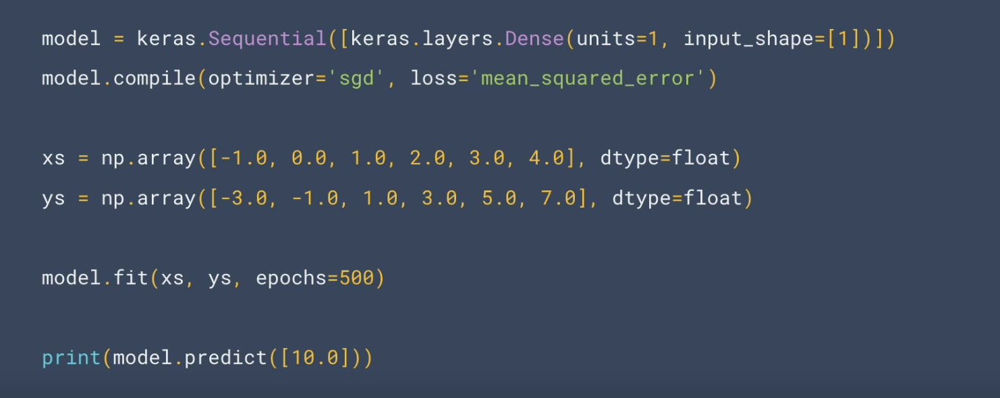 model = keras.Sequential([keras.layers.Dense(units=1, input_shape=[1])])
model.compile(optimizer='sgd', loss='mean_squared_error')
xs = np.array([-1.0, 0.0, 1.0, 2.0, 3.0, 4.0], dtype=float)
ys = np.array([-3.0, -1.0, 1.0, 3.0, 5.0, 7.0], dtype=float)
model.fit(xs, ys, epochs=500)
print(model.predict([10.0]))